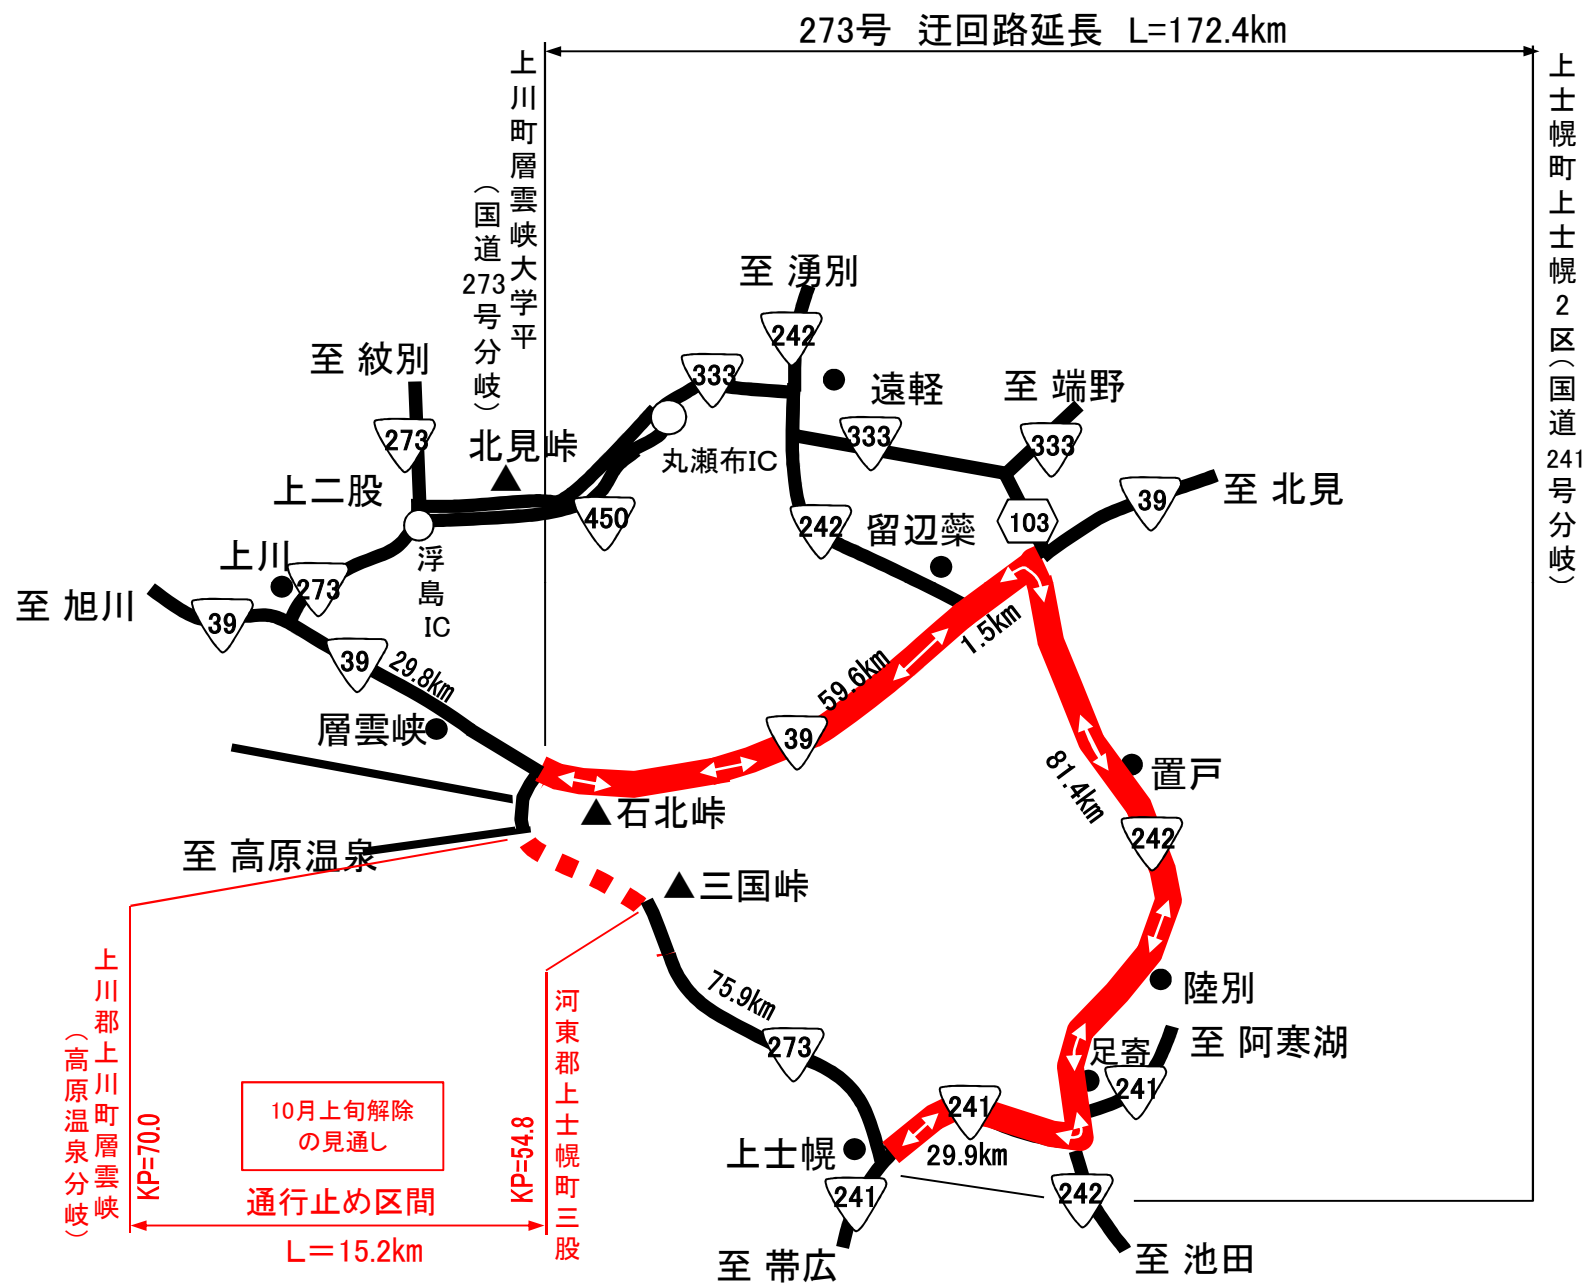 273号 迂回路延長 L=172.4km
上川町層雲峡大学平
（国道273号分岐）
上士幌町上士幌2区（国道241号分岐）
至 湧別
242
至 紋別
273
北見峠
333
遠軽
至 端野
333
333
丸瀬布IC
上二股
450
242
留辺蘂
103
39
至 北見
上川
273
浮島IC
至 旭川
39
39
29.8km
1.5km
59.6km
層雲峡
39
81.4km
置戸
石北峠
242
至 高原温泉
三国峠
陸別
75.9km
273
至 阿寒湖
足寄
241
241
29.9km
上士幌
241
242
至 帯広
至 池田
上川郡上川町層雲峡
（高原温泉分岐）
KP=70.0
10月上旬解除
の見通し
KP=54.8
河東郡上士幌町三股
通行止め区間
L＝15.2km